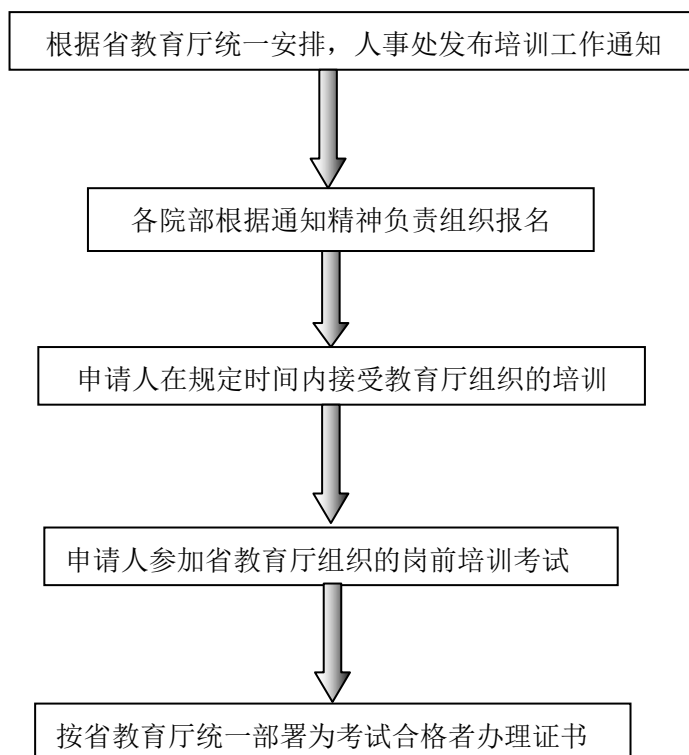 根据省教育厅统一安排，人事处发布培训工作通知
各院部根据通知精神负责组织报名
申请人在规定时间内接受教育厅组织的培训
申请人参加省教育厅组织的岗前培训考试
按省教育厅统一部署为考试合格者办理证书